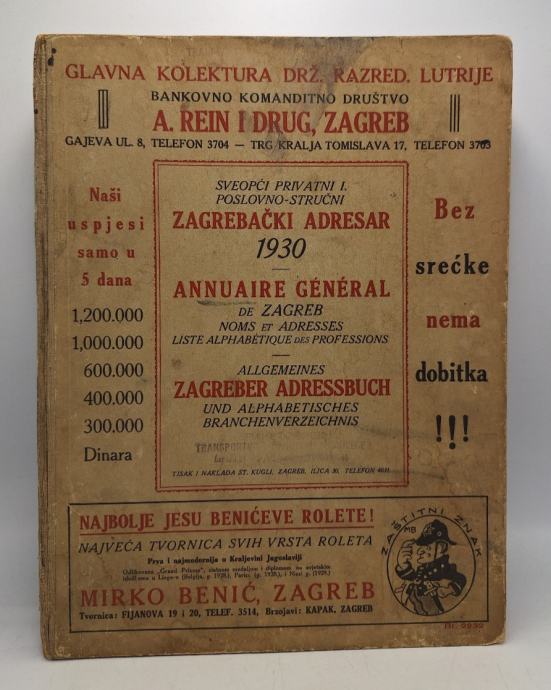 GLAVNA KOLEKTURA DRŽ. RAZRED. LUTRIJE
BANKOVNO KOMANDITNO DRUŠTVO
A. REIN I DRUG, ZAGREB
GAJEVA UL. 8, TELEFON 3704 — TRG KRALJA TOMISLAVA 17, TELEFON 3703
Naši
uspjesi
samo u
5 dana
1,200.000
1,000.000
600.000
400.000
300.000
Dinara
SVEOPĆI PRIVATNI I.
POSLOVNO-STRUČNI
ZAGREBAČKI ADRESAR
1930
ANNUAIRE GÉNÉRAL
DE ZAGREB
NOMS ET ADRESSES
LISTE ALPHABÉTIQUE DES PROFESSIONS
ALLGEMEINES
ZAGREBER ADRESSBUCH
UND ALPHABETISCHES
BRANCHENVERZEICHNIS
TISAK I NAKLADA ST. KUGLI, ZAGREB, ILICA 30. TELEFON
Bez
srećke
nema
dobitka
!!!
NAJBOLJE JESU BENIĆEVE ROLETE!
NAJVEĆA TVORNICA SVIH VRSTA ROLETA
Prva i najmodernija u Kraljevini Jugoslaviji
MIRKO BENIĆ, ZAGREB
Tvornica: FIJANOVA 19 i 20, TELEF. 3514, Brzojavi: KAPAK, ZAGREB
ZAŠTITNI ZNAK
MB